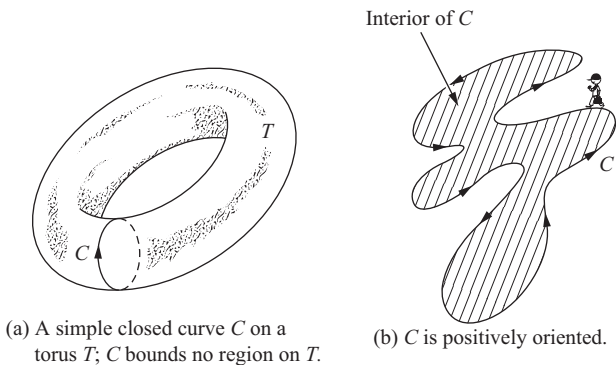 Interior of C
T
C
C
(a) A simple closed curve C on a
torus T; C bounds no region on T.
(b) C is positively oriented.